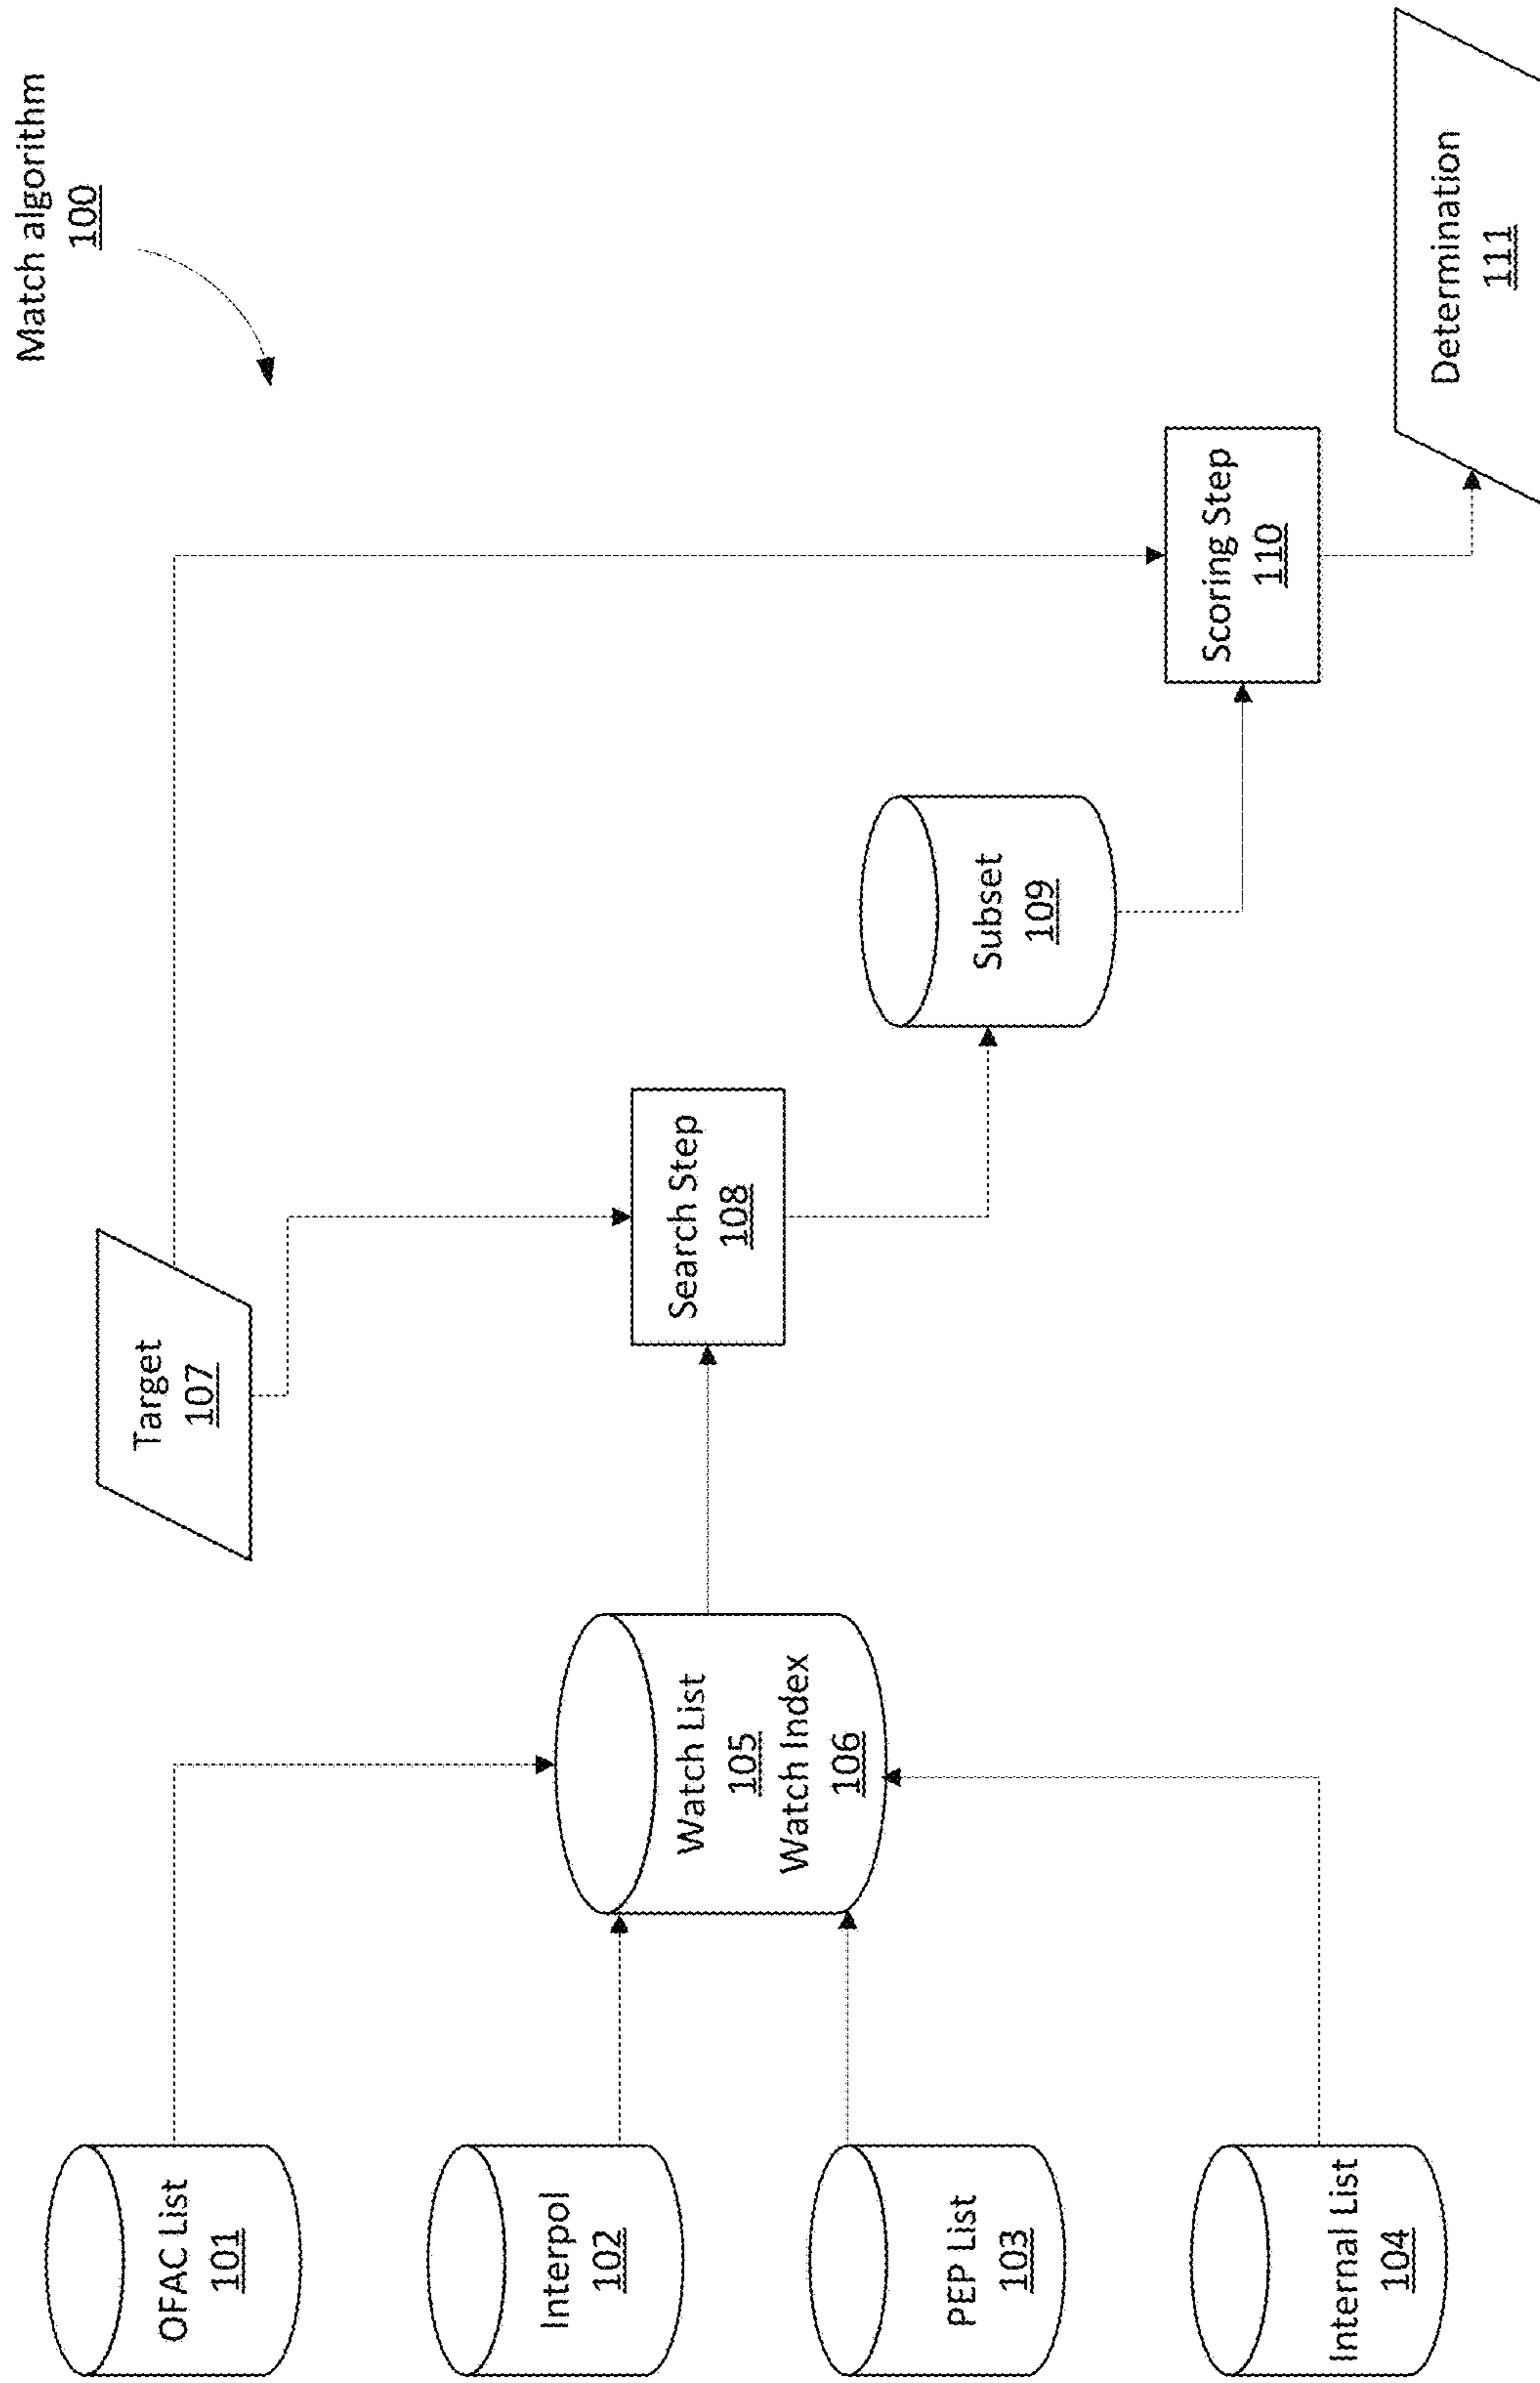 Match algorithm
100
OFAC List
101
Interpol
102
PEP List
103
Internal List
104
Watch List
105
Watch Index
106
Target
107
Search Step
108
Subset
109
Scoring Step
110
Determination
111